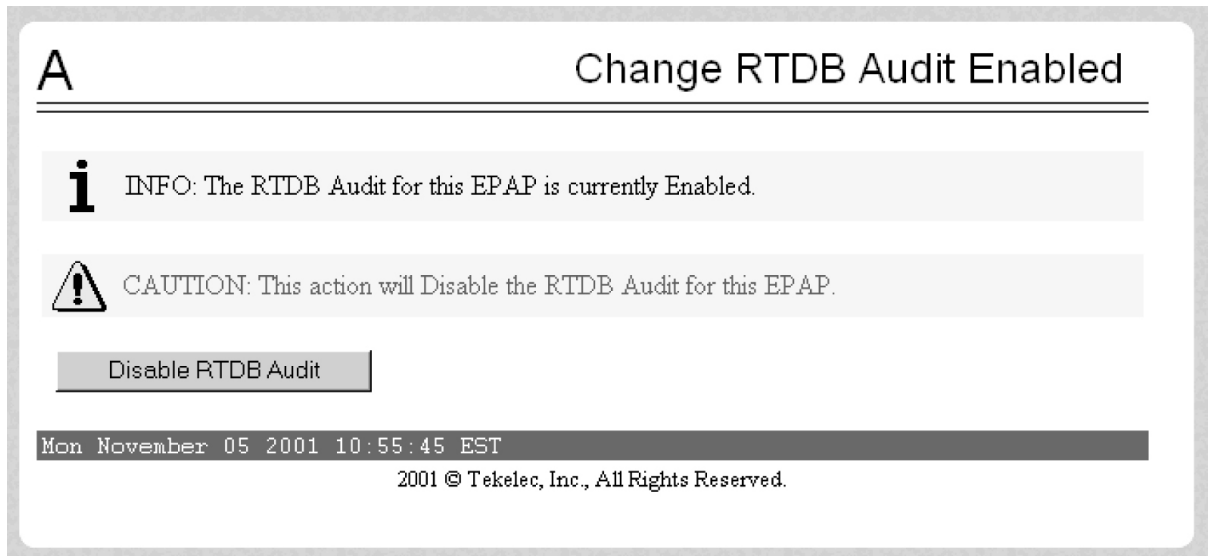 A
Change RTDB Audit Enabled
i
INFO: The RTDB Audit for this EPAP is currently Enabled.
CAUTION: This action will Disable the RTDB Audit for this EPAP.
Disable RTDB Audit
Mon November 05 2001 10:55:45 EST
2001 © Tekelec, Inc., All Rights Reserved.